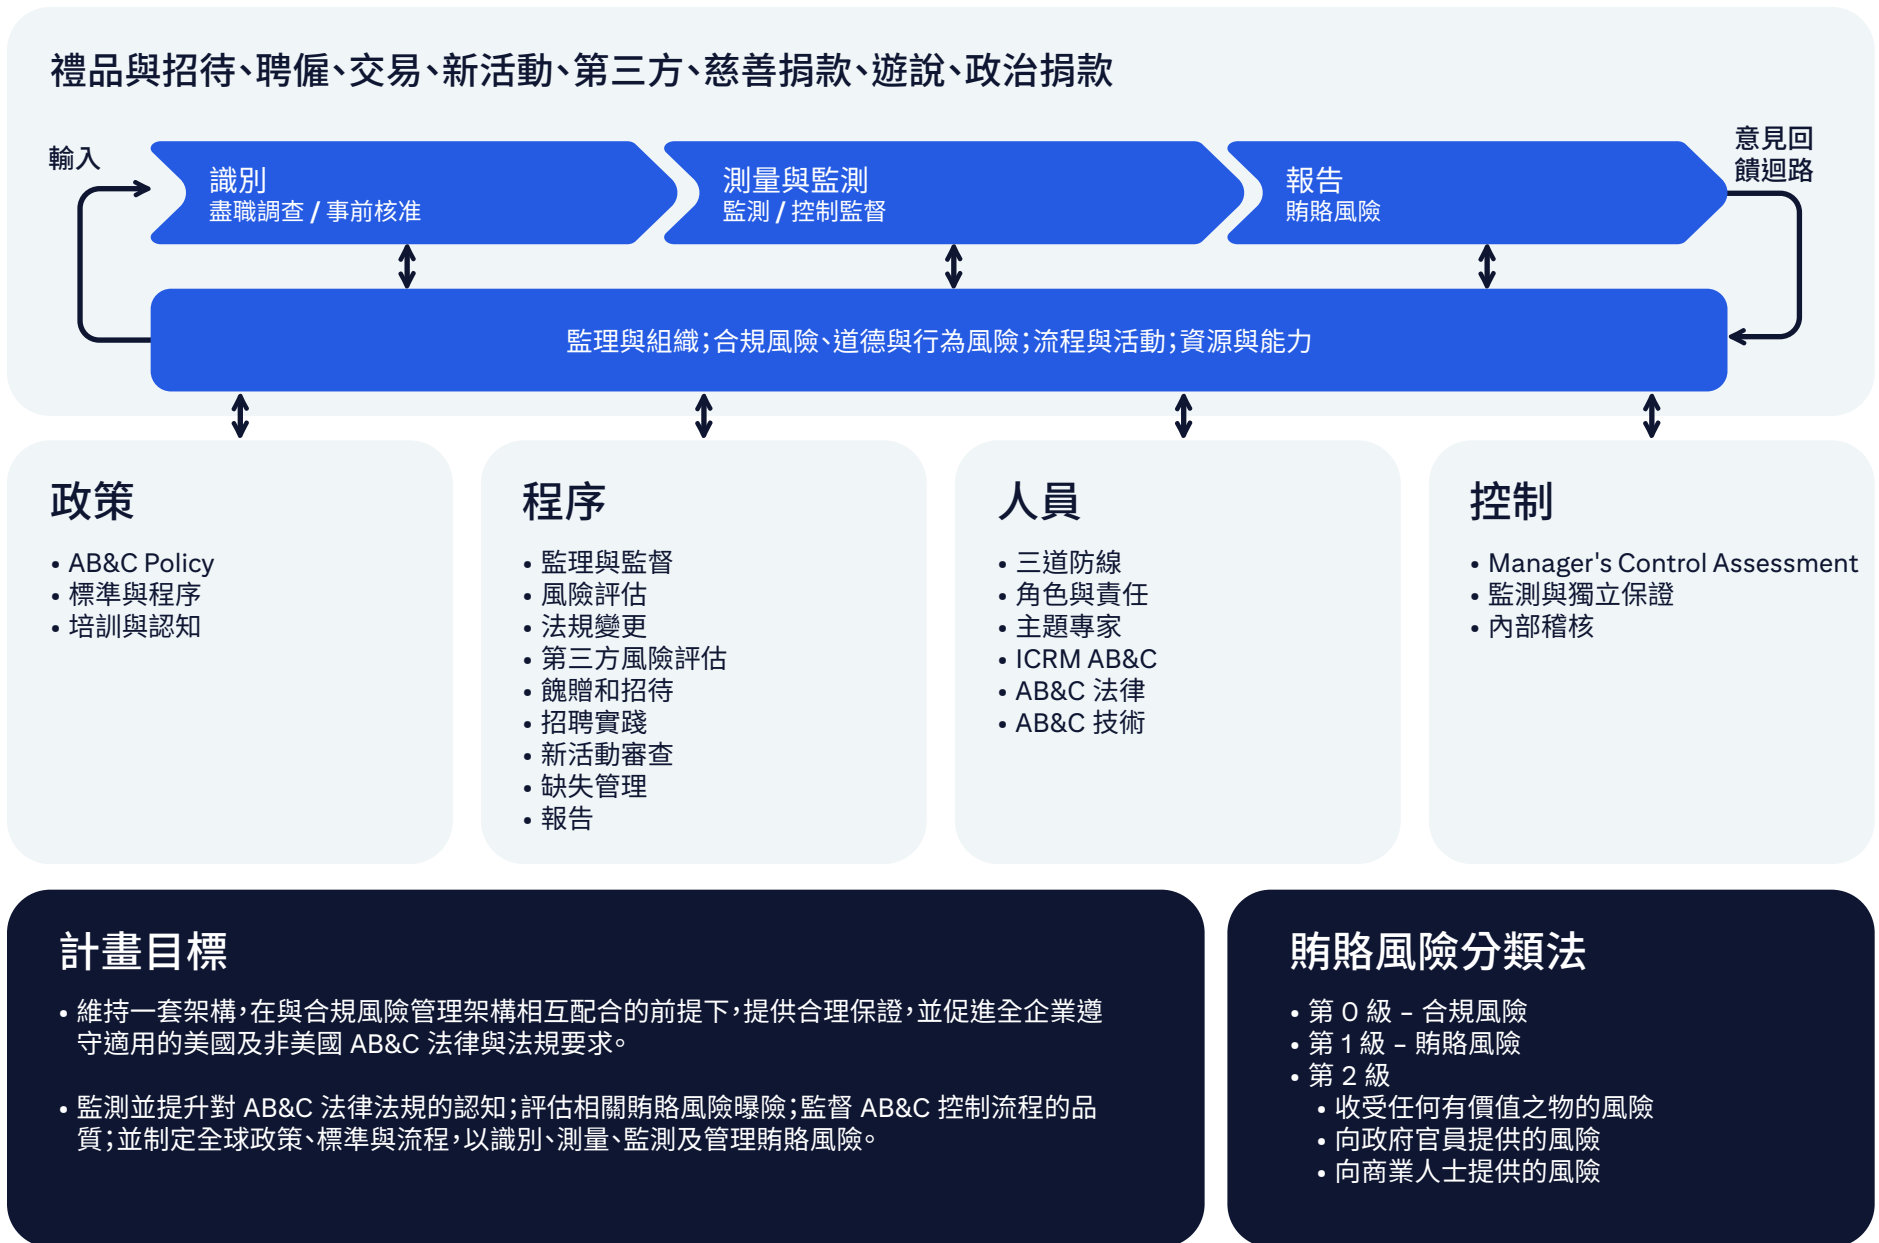 禮品與招待、聘僱、交易、新活動、第三方、慈善捐款、遊說、政治捐款
輸入
識別
盡職調查 / 事前核准
測量與監測
監測 / 控制監督
報告
賄賂風險
意見回
饋迴路
監理與組織；合規風險、道德與行為風險；流程與活動；資源與能力
政策
• AB&C Policy
• 標準與程序
• 培訓與認知
程序
• 監理與監督
• 風險評估
• 法規變更
• 第三方風險評估
• 餽贈和招待
• 招聘實踐
• 新活動審查
• 缺失管理
• 報告
人員
• 三道防線
• 角色與責任
• 主題專家
• ICRM AB&C
• AB&C 法律
• AB&C 技術
控制
• Manager's Control Assessment
• 監測與獨立保證
• 內部稽核
計畫目標
• 維持一套架構，在與合規風險管理架構相互配合的前提下，提供合理保證，並促進全企業遵
守適用的美國及非美國 AB&C 法律與法規要求。
• 監測並提升對 AB&C 法律法規的認知；評估相關賄賂風險曝險；監督 AB&C 控制流程的品
質；並制定全球政策、標準與流程，以識別、測量、監測及管理賄賂風險。
賄賂風險分類法
• 第 0 級 – 合規風險
• 第 1 級 – 賄賂風險
• 第 2 級
• 收受任何有價值之物的風險
• 向政府官員提供的風險
• 向商業人士提供的風險